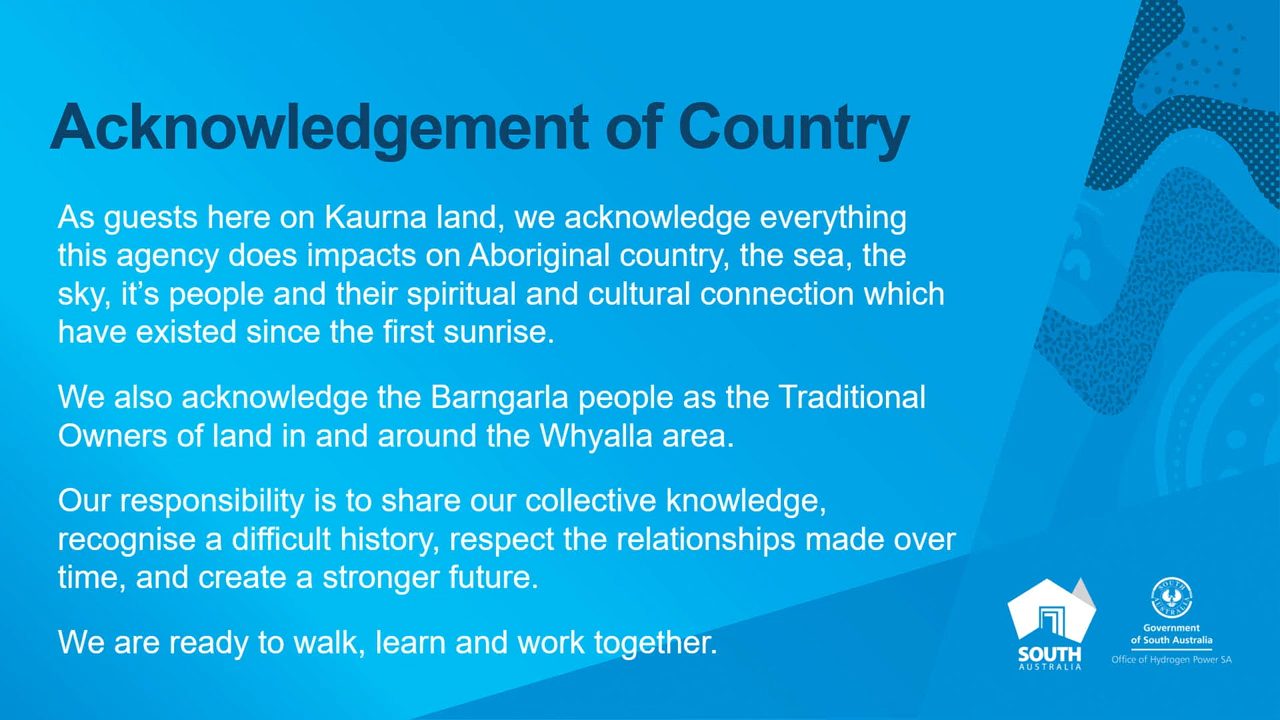 Acknowledgement of Country
As guests here on Kaurna land, we acknowledge everything
this agency does impacts on Aboriginal country, the sea, the
sky, it’s people and their spiritual and cultural connection which
have existed since the first sunrise.
We also acknowledge the Barngarla people as the Traditional
Owners of land in and around the Whyalla area.
Our responsibility is to share our collective knowledge,
recognise a difficult history, respect the relationships made over
time, and create a stronger future.
We are ready to walk, learn and work together.
SOUTH
AUSTRALIA
SOUTH
AUSTRALIA
Government
of South Australia
Office of Hydrogen Power SA